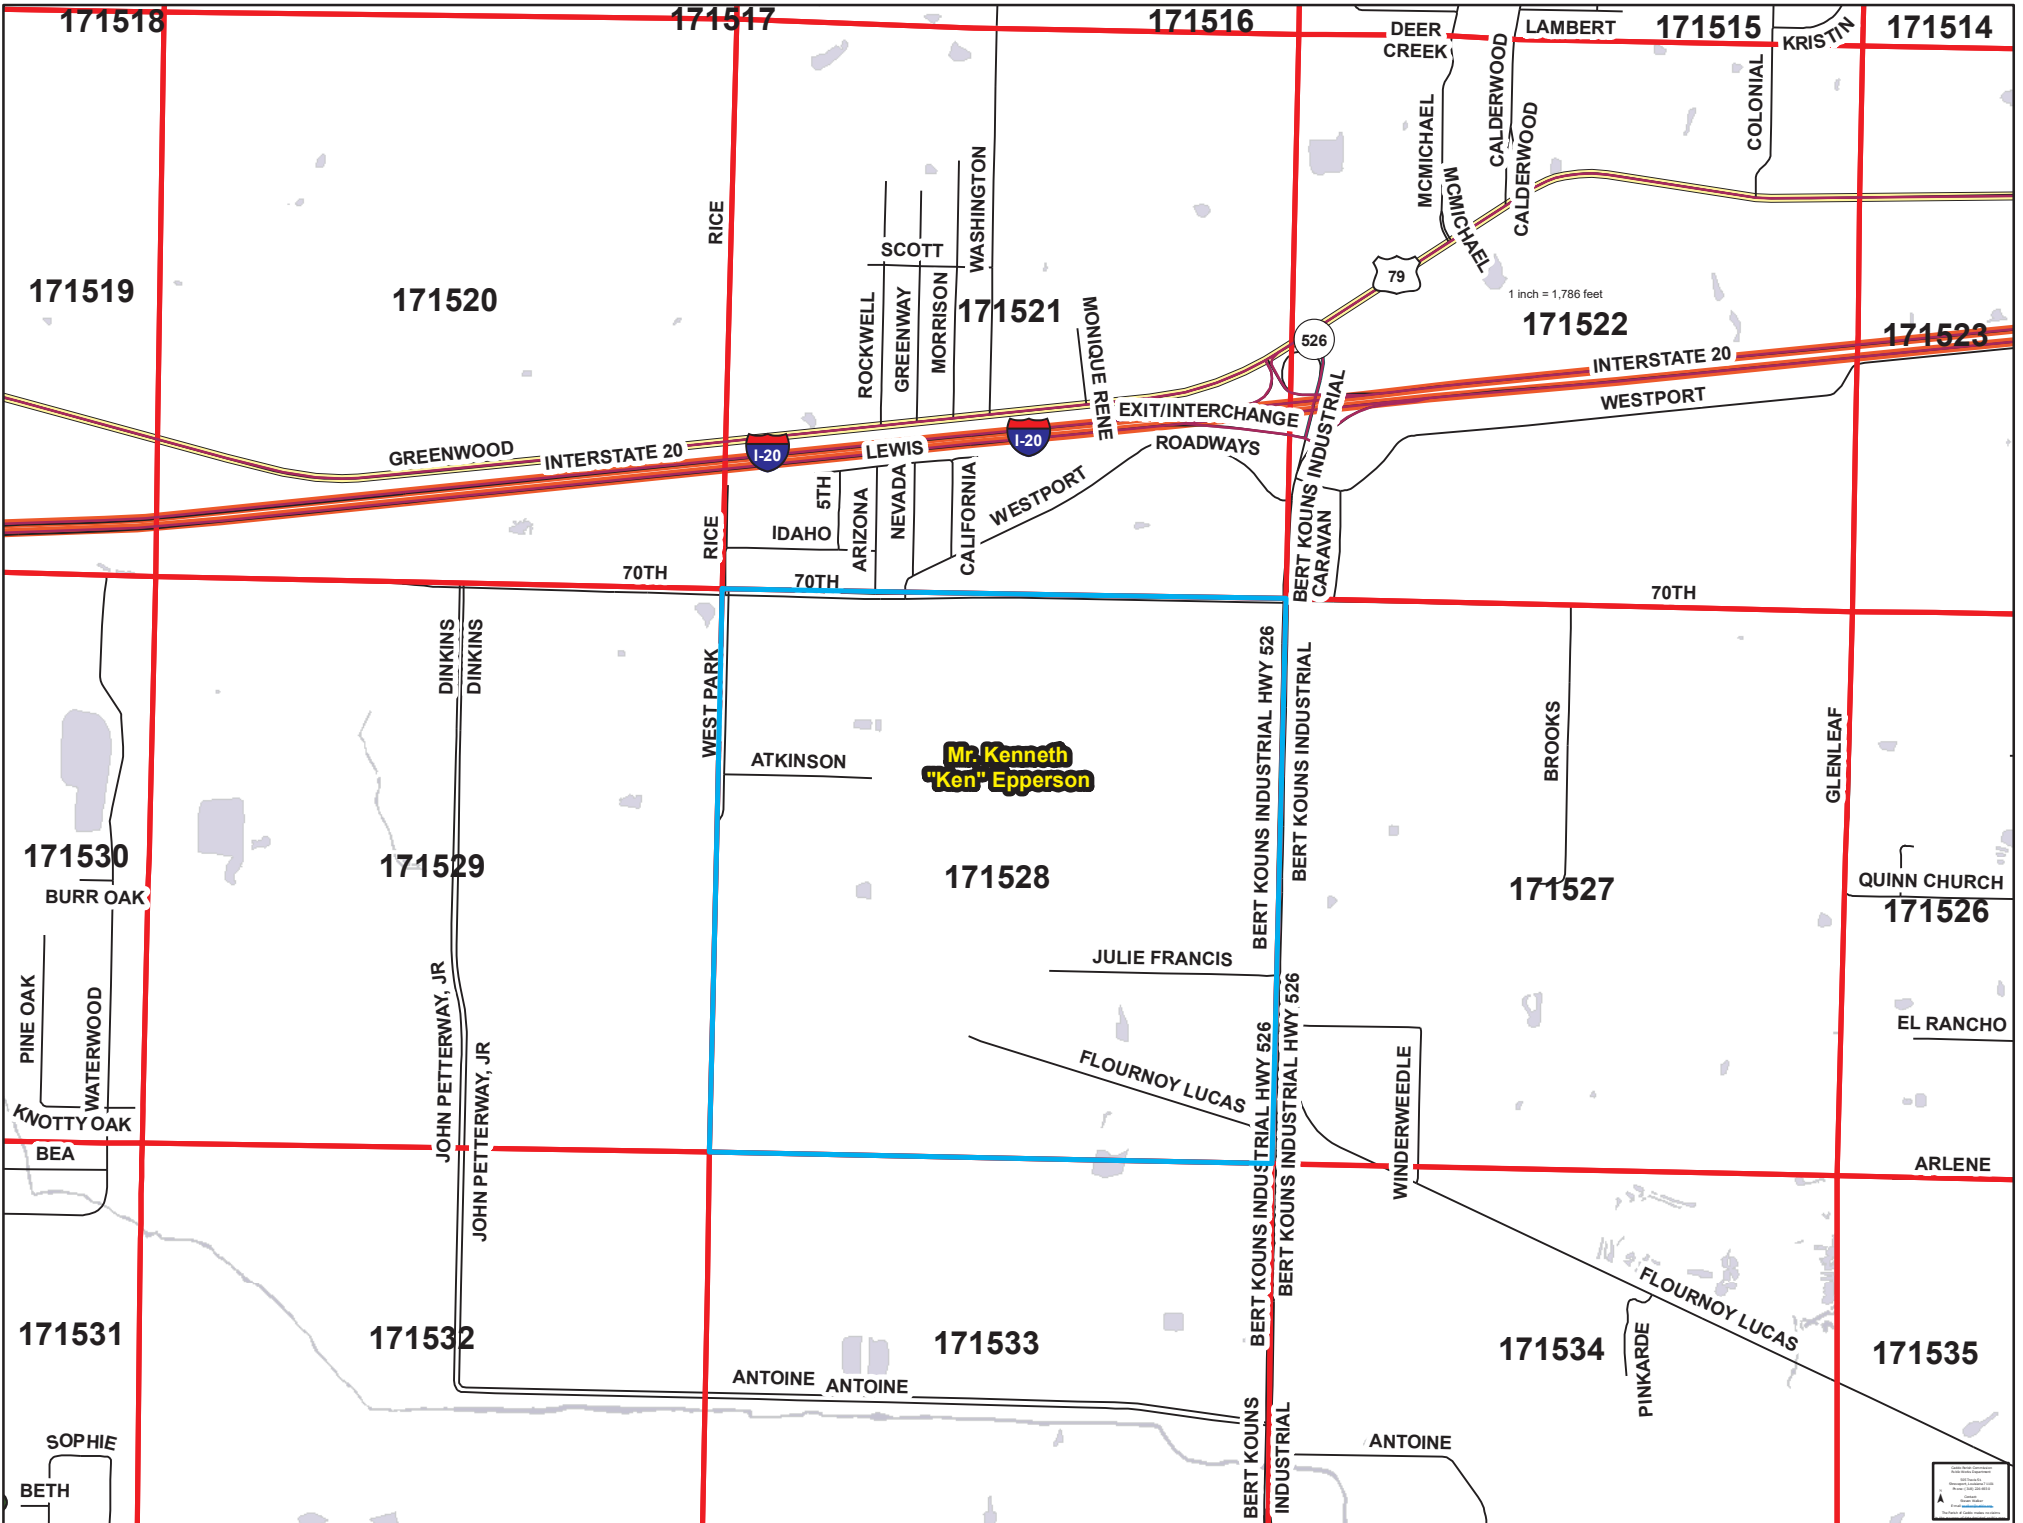 171518
171517
171516
171515
171514
DEER
CREEK
LAMBERT
KRISTIN
CALDERWOOD
COLONIAL
MCMICHAEL
CALDERWOOD
MCMICHAEL
WASHINGTON
RICE
SCOTT
79
1 inch = 1,786 feet
171519
171520
171521
171522
171523
ROCKWELL
GREENWAY
MORRISON
MONIQUE RENE
526
INTERSTATE 20
WESTPORT
EXIT/INTERCHANGE
ROADWAYS
GREENWOOD
INTERSTATE 20
I-20
LEWIS
I-20
5TH
ARIZONA
NEVADA
CALIFORNIA
WESTPORT
IDAHO
RICE
BERT KOUNS INDUSTRIAL
CARAVAN
70TH
70TH
70TH
DINKINS
DINKINS
WEST PARK
ATKINSON
Mr. Kenneth
"Ken" Epperson
BERT KOUNS INDUSTRIAL HWY 526
BERT KOUNS INDUSTRIAL
BROOKS
GLENLEAF
171530
171529
171528
171527
QUINN CHURCH
171526
BURR OAK
JULIE FRANCIS
PINE OAK
WATERWOOD
JOHN PETTERWAY, JR
JOHN PETTERWAY, JR
FLOURNOY LUCAS
BERT KOUNS INDUSTRIAL HWY 526
BERT KOUNS INDUSTRIAL HWY 526
WINDERWEEDLE
EL RANCHO
KNOTTY OAK
BEA
ARLENE
FLOURNOY LUCAS
171531
171532
171533
171534
171535
PINKARDE
ANTOINE
ANTOINE
ANTOINE
BERT KOUNS
INDUSTRIAL
SOPHIE
BETH